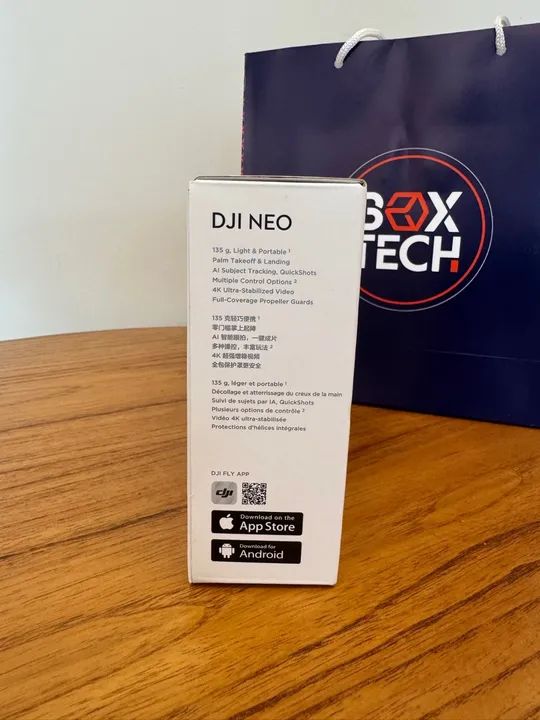 DJI NEO
135 g, Light & Portable ¹
Palm Takeoff & Landing
AI Subject Tracking, QuickShots
Multiple Control Options ²
4K Ultra-Stabilized Video
Full-Coverage Propeller Guards
135 克轻巧便携 ¹
零门槛掌上起降
AI 智能跟拍，一键成片
多种操控，丰富玩法 ²
4K 超强增稳视频
全包保护罩更安全
135 g, léger et portable ¹
Décollage et atterrissage du creux de la main
Suivi de sujets par IA, QuickShots
Plusieurs options de contrôle ²
Vidéo 4K ultra-stabilisée
Protections d'hélices intégrales
DJI FLY APP
dji
Download on the
App Store
Download for
Android
BOX
TECH